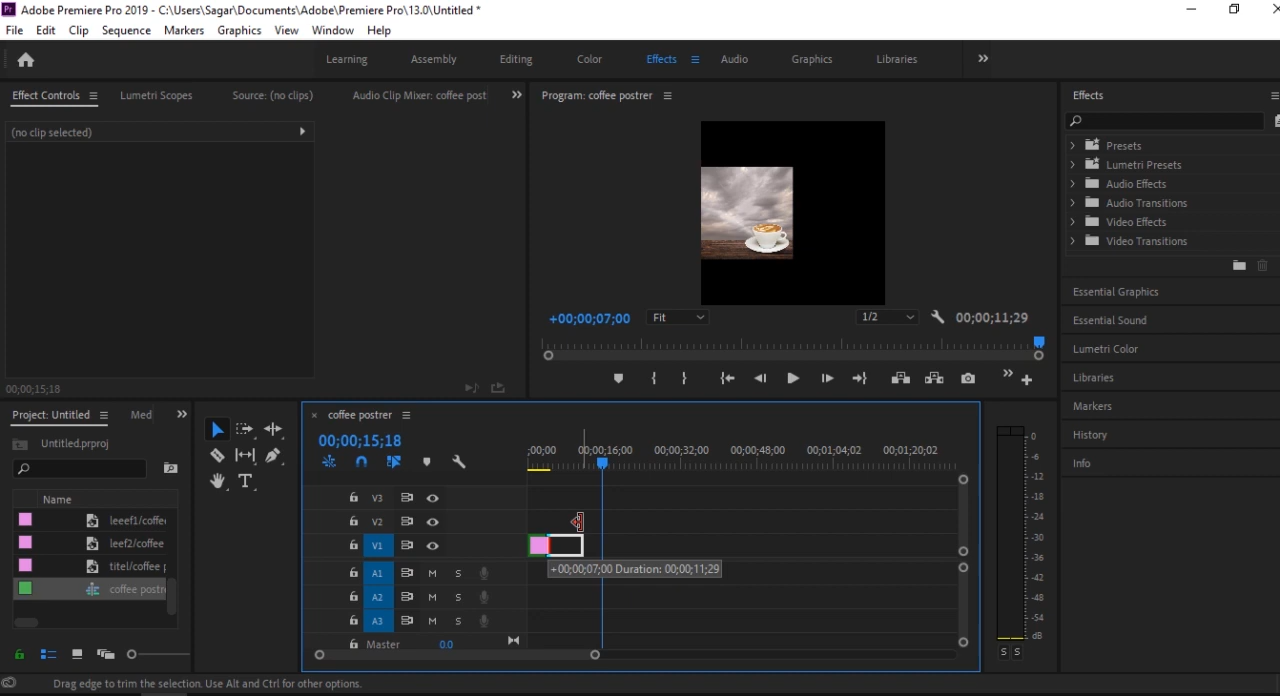 Adobe Premiere Pro 2019 - C:\Users\Sagar\Documents\Adobe\Premiere Pro\13.0\Untitled *
File Edit Clip Sequence Markers Graphics View Window Help
Learning Assembly Editing Color Effects Audio Graphics Libraries
Effect Controls Lumetri Scopes Source: (no clips) Audio Clip Mixer: coffee post
(no clip selected)
00;00;15;18
Program: coffee postrer
+00;00;07;00 Fit 1/2 00;00;11;29
Effects
Presets
Lumetri Presets
Audio Effects
Audio Transitions
Video Effects
Video Transitions
Essential Graphics
Essential Sound
Lumetri Color
Libraries
Markers
History
Info
Project: Untitled Med
Untitled.prproj
Name
leeef1/coffe
leef2/coffee
titel/coffee p
coffee postr
coffee postrer
00;00;15;18
;00;00 00;00;16;00 00;00;32;00 00;00;48;00 00;01;04;02 00;01;20;02
V3
V2
V1
+00;00;07;00 Duration: 00;00;11;29
A1 M S
A2 M S
A3 M S
Master 0.0
0
-6
-12
-18
-24
-30
-36
-42
-48
-54
dB
S S
Drag edge to trim the selection. Use Alt and Ctrl for other options.